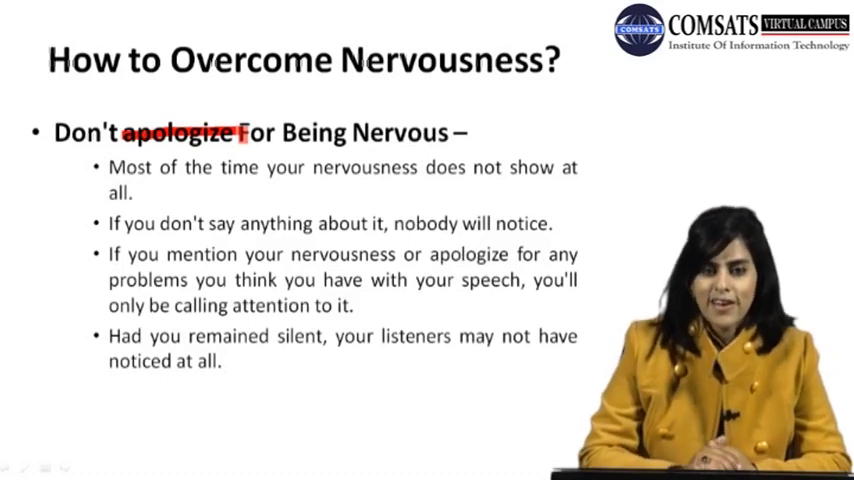 COMSATS VIRTUAL CAMPUS
COMSATS
Institute Of Information Technology
How to Overcome Nervousness?
• Don't apologize For Being Nervous –
• Most of the time your nervousness does not show at
all.
• If you don't say anything about it, nobody will notice.
• If you mention your nervousness or apologize for any
problems you think you have with your speech, you'll
only be calling attention to it.
• Had you remained silent, your listeners may not have
noticed at all.